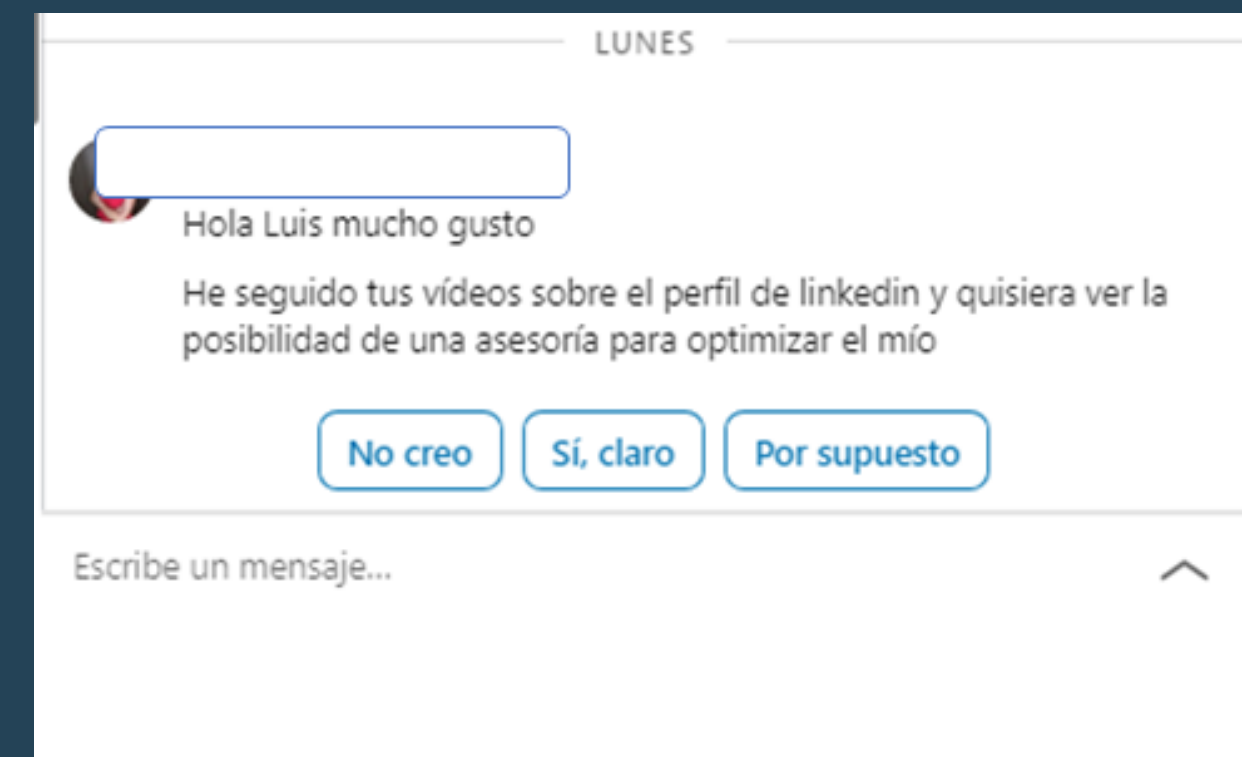 LUNES
Hola Luis mucho gusto
He seguido tus vídeos sobre el perfil de linkedin y quisiera ver la
posibilidad de una asesoría para optimizar el mío
No creo
Sí, claro
Por supuesto
Escribe un mensaje...